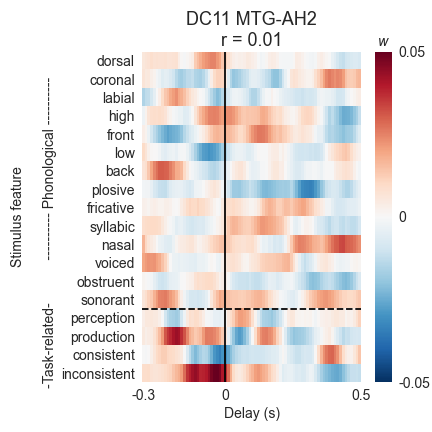 DC11 MTG-AH2
r = 0.01
w
dorsal
coronal
labial
high
front
low
back
plosive
fricative
syllabic
nasal
voiced
obstruent
sonorant
perception
production
consistent
inconsistent
Stimulus feature
---------- Phonological ----------
-Task-related-
-0.3
0
0.5
Delay (s)
0.05
0
-0.05